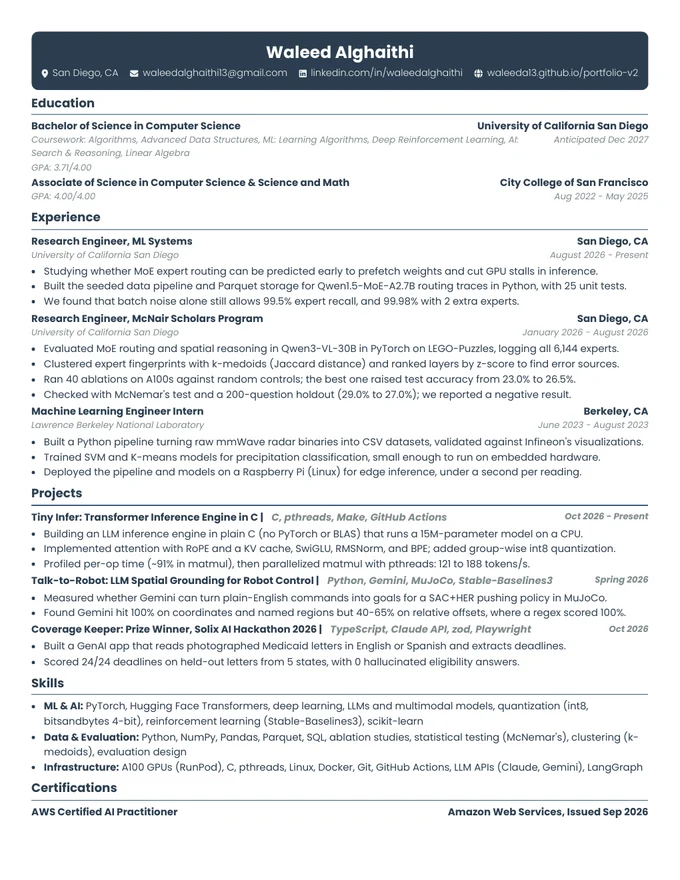 Waleed Alghaithi
San Diego, CA waleedalghaithi13@gmail.com linkedin.com/in/waleedalghaithi waleeda13.github.io/portfolio-v2
Education
Bachelor of Science in Computer Science University of California San Diego
Coursework: Algorithms, Advanced Data Structures, ML: Learning Algorithms, Deep Reinforcement Learning, AI: Anticipated Dec 2027
Search & Reasoning, Linear Algebra
GPA: 3.71/4.00
Associate of Science in Computer Science & Science and Math City College of San Francisco
GPA: 4.00/4.00 Aug 2022 - May 2025
Experience
Research Engineer, ML Systems San Diego, CA
University of California San Diego August 2026 - Present
• Studying whether MoE expert routing can be predicted early to prefetch weights and cut GPU stalls in inference.
• Built the seeded data pipeline and Parquet storage for Qwen1.5-MoE-A2.7B routing traces in Python, with 25 unit tests.
• We found that batch noise alone still allows 99.5% expert recall, and 99.98% with 2 extra experts.
Research Engineer, McNair Scholars Program San Diego, CA
University of California San Diego January 2026 - August 2026
• Evaluated MoE routing and spatial reasoning in Qwen3-VL-30B in PyTorch on LEGO-Puzzles, logging all 6,144 experts.
• Clustered expert fingerprints with k-medoids (Jaccard distance) and ranked layers by z-score to find error sources.
• Ran 40 ablations on A100s against random controls; the best one raised test accuracy from 23.0% to 26.5%.
• Checked with McNemar's test and a 200-question holdout (29.0% to 27.0%); we reported a negative result.
Machine Learning Engineer Intern Berkeley, CA
Lawrence Berkeley National Laboratory June 2023 - August 2023
• Built a Python pipeline turning raw mmWave radar binaries into CSV datasets, validated against Infineon's visualizations.
• Trained SVM and K-means models for precipitation classification, small enough to run on embedded hardware.
• Deployed the pipeline and models on a Raspberry Pi (Linux) for edge inference, under a second per reading.
Projects
Tiny Infer: Transformer Inference Engine in C | C, pthreads, Make, GitHub Actions Oct 2026 - Present
• Building an LLM inference engine in plain C (no PyTorch or BLAS) that runs a 15M-parameter model on a CPU.
• Implemented attention with RoPE and a KV cache, SwiGLU, RMSNorm, and BPE; added group-wise int8 quantization.
• Profiled per-op time (~91% in matmul), then parallelized matmul with pthreads: 121 to 188 tokens/s.
Talk-to-Robot: LLM Spatial Grounding for Robot Control | Python, Gemini, MuJoCo, Stable-Baselines3 Spring 2026
• Measured whether Gemini can turn plain-English commands into goals for a SAC+HER pushing policy in MuJoCo.
• Found Gemini hit 100% on coordinates and named regions but 40-65% on relative offsets, where a regex scored 100%.
Coverage Keeper: Prize Winner, Solix AI Hackathon 2026 | TypeScript, Claude API, zod, Playwright Oct 2026
• Built a GenAI app that reads photographed Medicaid letters in English or Spanish and extracts deadlines.
• Scored 24/24 deadlines on held-out letters from 5 states, with 0 hallucinated eligibility answers.
Skills
• ML & AI: PyTorch, Hugging Face Transformers, deep learning, LLMs and multimodal models, quantization (int8,
bitsandbytes 4-bit), reinforcement learning (Stable-Baselines3), scikit-learn
• Data & Evaluation: Python, NumPy, Pandas, Parquet, SQL, ablation studies, statistical testing (McNemar's), clustering (k-
medoids), evaluation design
• Infrastructure: A100 GPUs (RunPod), C, pthreads, Linux, Docker, Git, GitHub Actions, LLM APIs (Claude, Gemini), LangGraph
Certifications
AWS Certified AI Practitioner Amazon Web Services, Issued Sep 2026